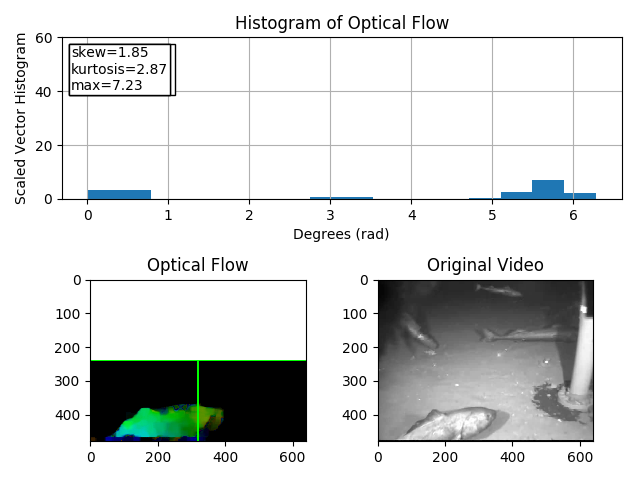 Histogram of Optical Flow
Scaled Vector Histogram
60
40
20
0
skew=1.85
kurtosis=2.87
max=7.23
0 1 2 3 4 5 6
Degrees (rad)
Optical Flow
0
100
200
300
400
0 200 400 600
Original Video
0
100
200
300
400
0 200 400 600